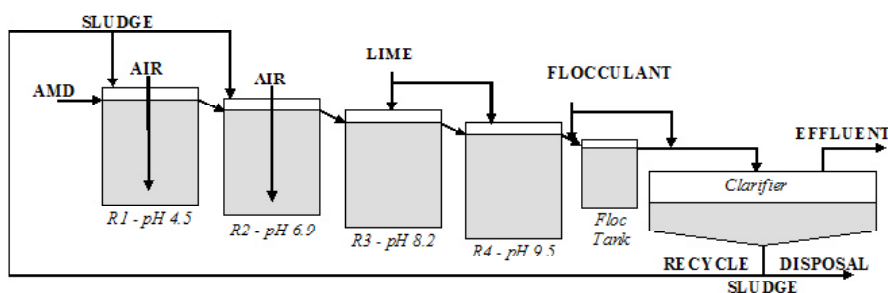 SLUDGE
AIR
AMD
R1 - pH 4.5
AIR
R2 - pH 6.9
LIME
R3 - pH 8.2
R4 - pH 9.5
FLOCCULANT
Floc
Tank
EFFLUENT
Clarifier
RECYCLE
DISPOSAL
SLUDGE